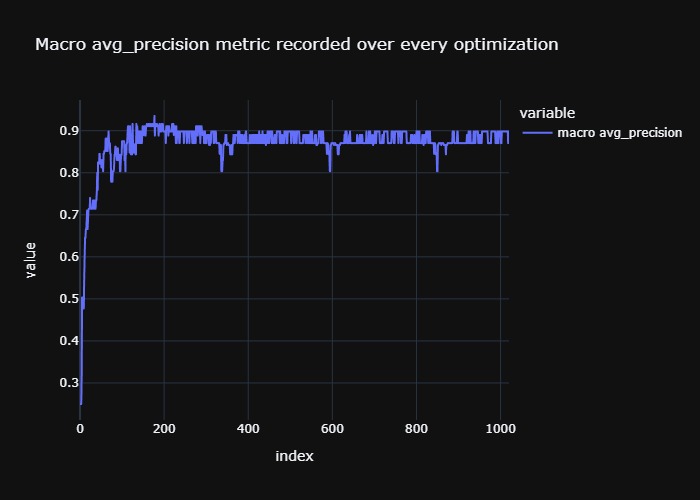 Macro avg_precision metric recorded over every optimization
variable
macro avg_precision
value
0.9
0.8
0.7
0.6
0.5
0.4
0.3
0 200 400 600 800 1000
index